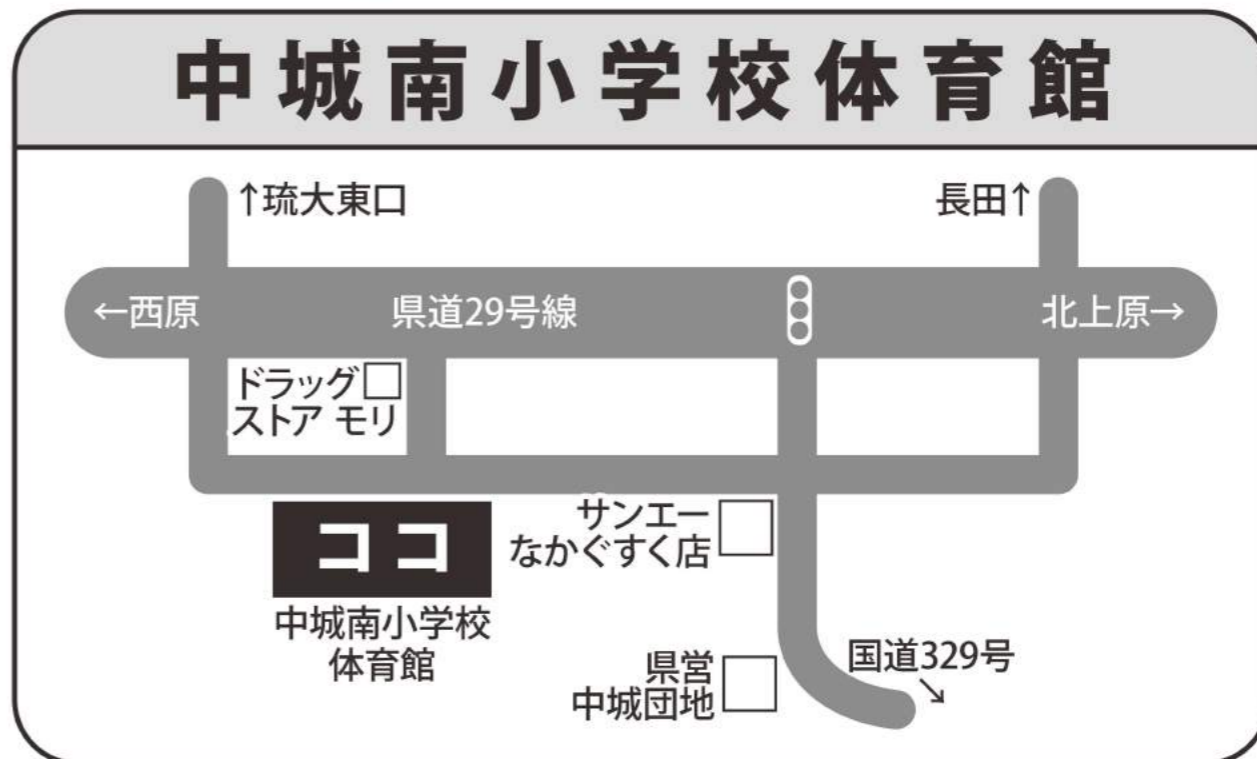 中城南小学校体育館
↑琉大東口
長田↑
←西原
県道29号線
北上原→
ドラッグ
ストア モリ
サンエー
なかぐすく店
ココ
中城南小学校
体育館
県営
中城団地
国道329号
↘